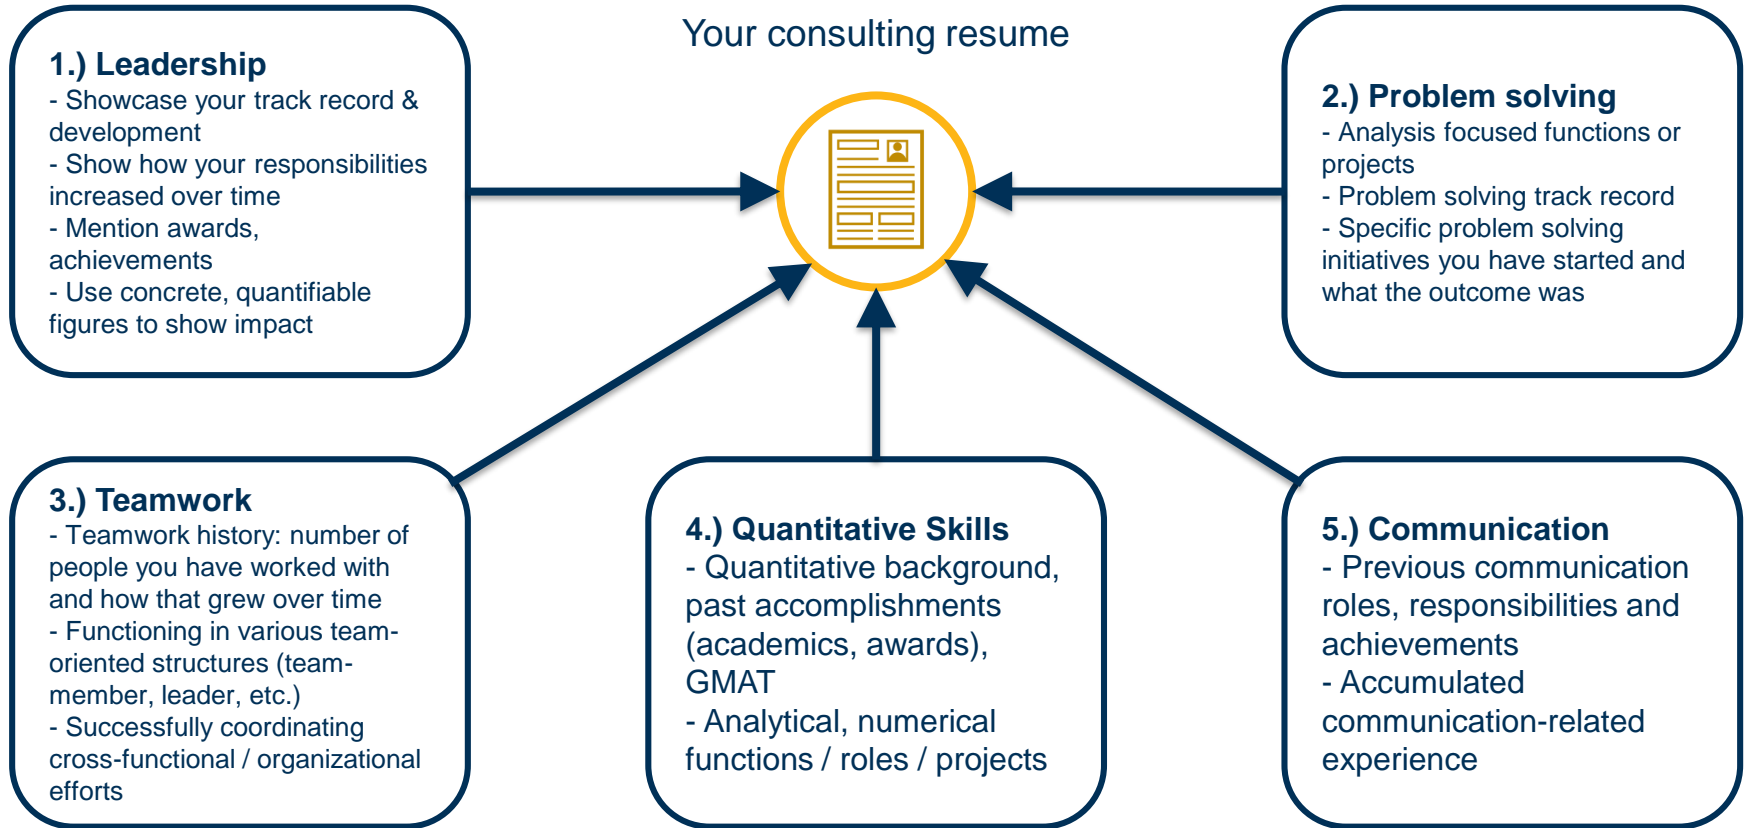 Your consulting resume
1.) Leadership
- Showcase your track record &
development
- Show how your responsibilities
increased over time
- Mention awards,
achievements
- Use concrete, quantifiable
figures to show impact
2.) Problem solving
- Analysis focused functions or
projects
- Problem solving track record
- Specific problem solving
initiatives you have started and
what the outcome was
3.) Teamwork
- Teamwork history: number of
people you have worked with
and how that grew over time
- Functioning in various team-
oriented structures (team-
member, leader, etc.)
- Successfully coordinating
cross-functional / organizational
efforts
4.) Quantitative Skills
- Quantitative background,
past accomplishments
(academics, awards),
GMAT
- Analytical, numerical
functions / roles / projects
5.) Communication
- Previous communication
roles, responsibilities and
achievements
- Accumulated
communication-related
experience